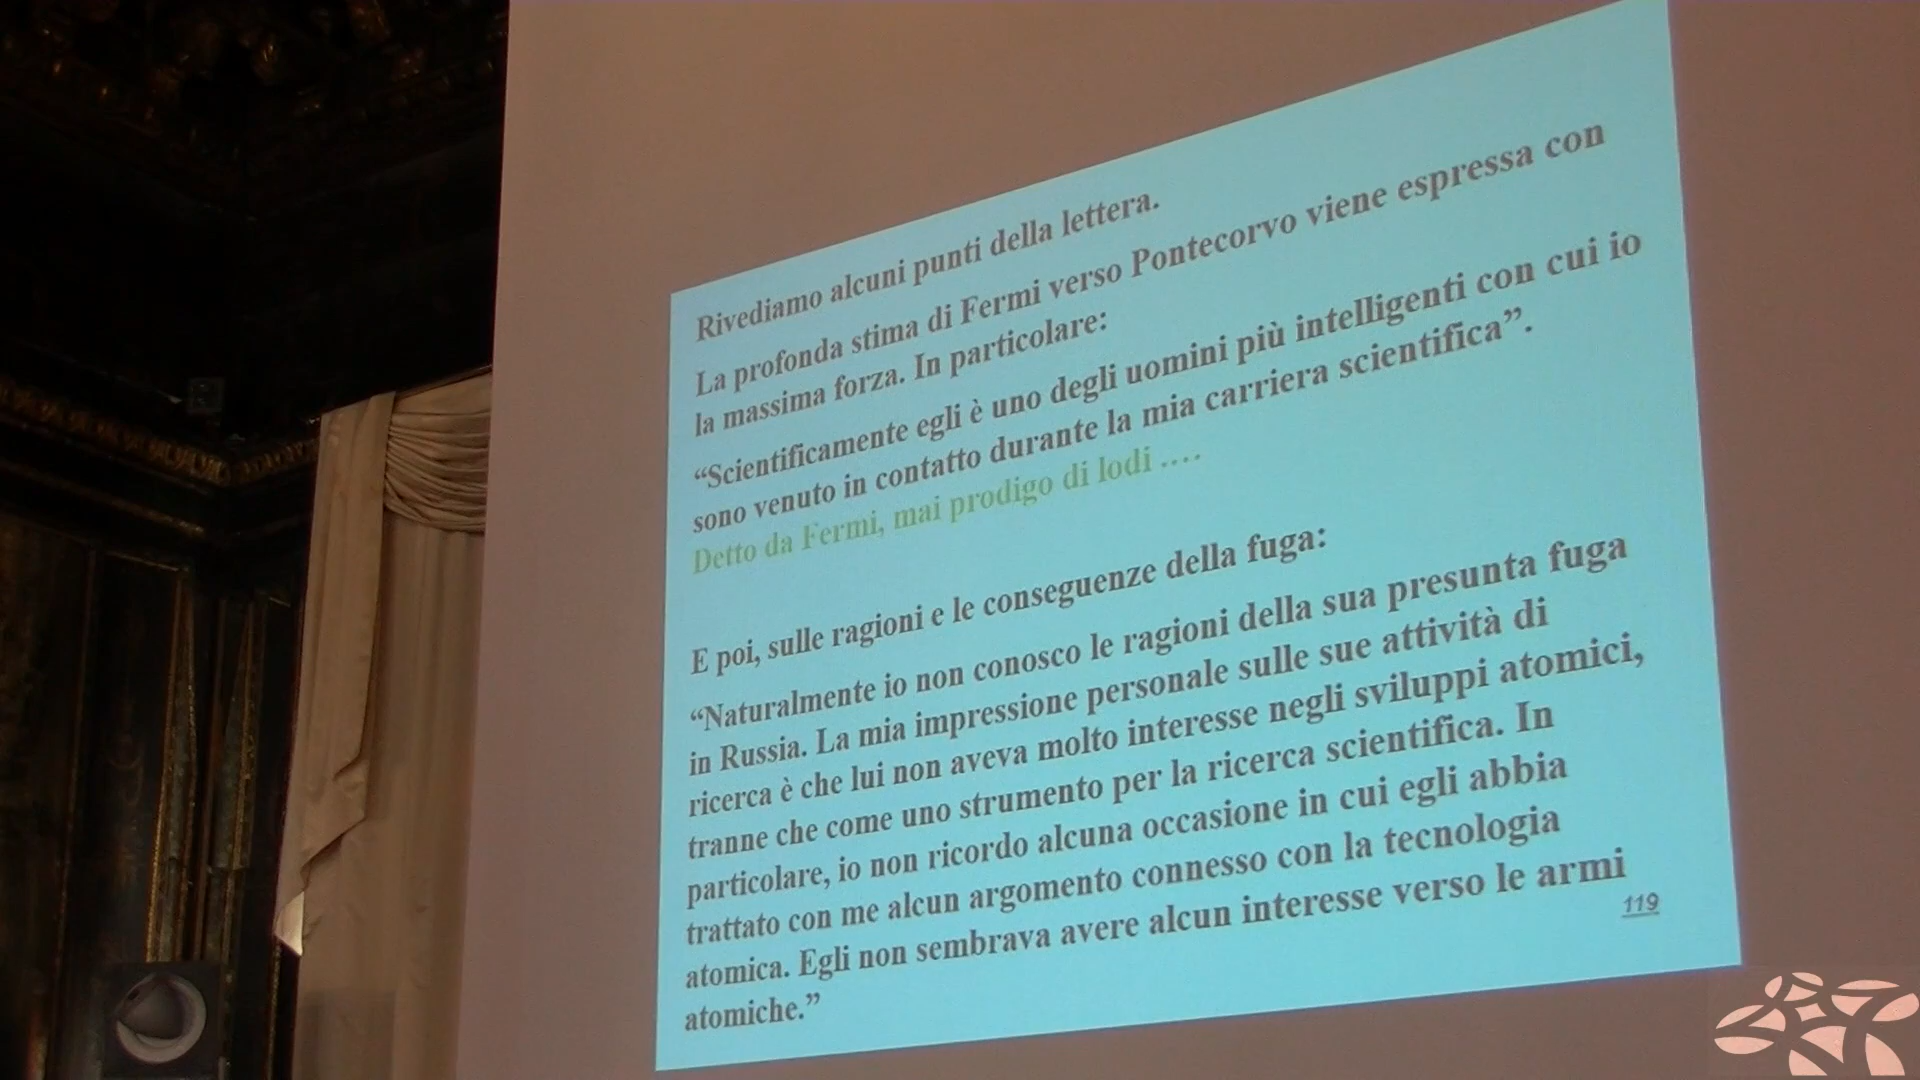 Rivediamo alcuni punti della lettera.
La profonda stima di Fermi verso Pontecorvo viene espressa con
la massima forza. In particolare:
“Scientificamente egli è uno degli uomini più intelligenti con cui io
sono venuto in contatto durante la mia carriera scientifica”.
Detto da Fermi, mai prodigo di lodi ….
E poi, sulle ragioni e le conseguenze della fuga:
“Naturalmente io non conosco le ragioni della sua presunta fuga
in Russia. La mia impressione personale sulle sue attività di
ricerca è che lui non aveva molto interesse negli sviluppi atomici,
tranne che come uno strumento per la ricerca scientifica. In
particolare, io non ricordo alcuna occasione in cui egli abbia
trattato con me alcun argomento connesso con la tecnologia
atomica. Egli non sembrava avere alcun interesse verso le armi
atomiche.”
119